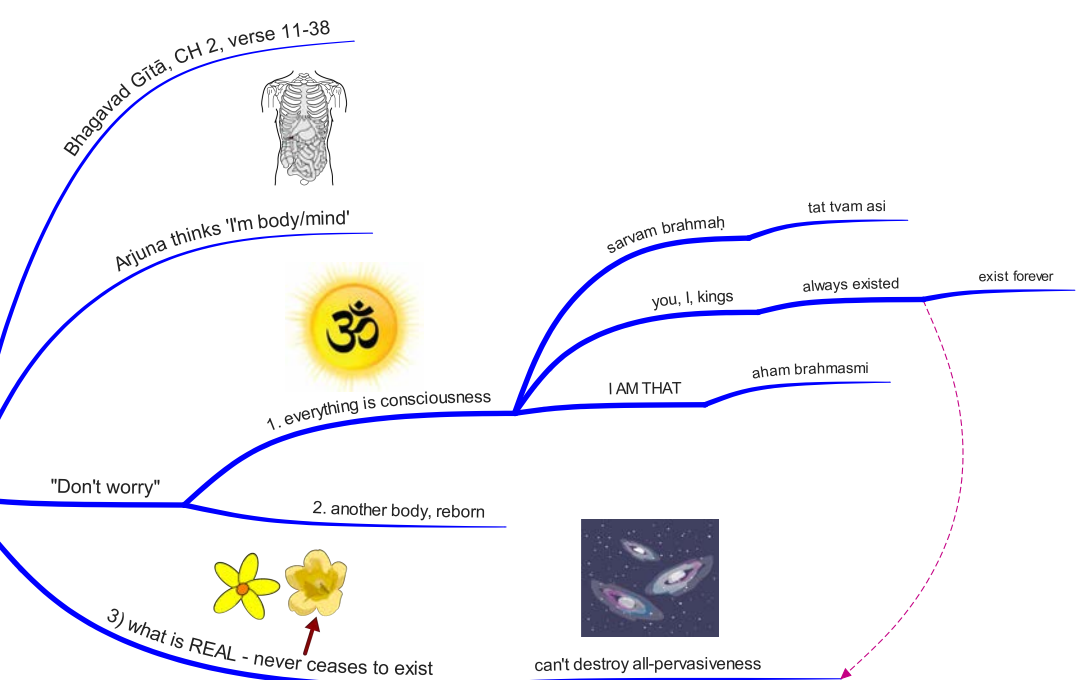 Bhagavad Gītā, CH 2, verse 11-38
Arjuna thinks 'I'm body/mind'
ॐ
"Don't worry"
1. everything is consciousness
sarvam brahmaḥ
tat tvam asi
you, I, kings
always existed
exist forever
I AM THAT
aham brahmasmi
2. another body, reborn
3) what is REAL - never ceases to exist
can't destroy all-pervasiveness